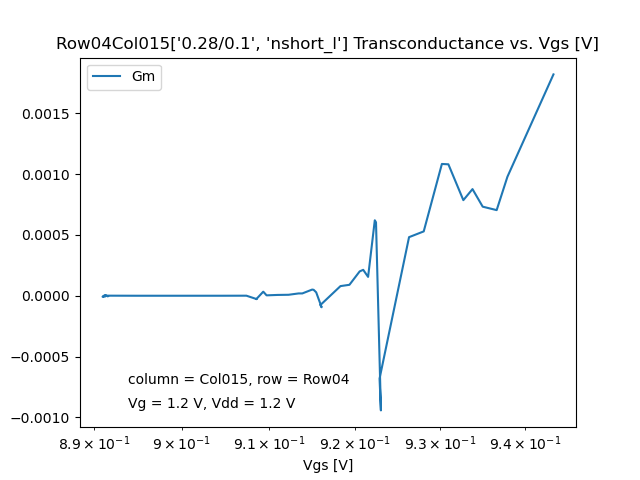 Row04Col015['0.28/0.1', 'nshort_l'] Transconductance vs. Vgs [V]
Gm
0.0015
0.0010
0.0005
0.0000
−0.0005
−0.0010
column = Col015, row = Row04
Vg = 1.2 V, Vdd = 1.2 V
8.9 × 10⁻¹ 9 × 10⁻¹ 9.1 × 10⁻¹ 9.2 × 10⁻¹ 9.3 × 10⁻¹ 9.4 × 10⁻¹
Vgs [V]